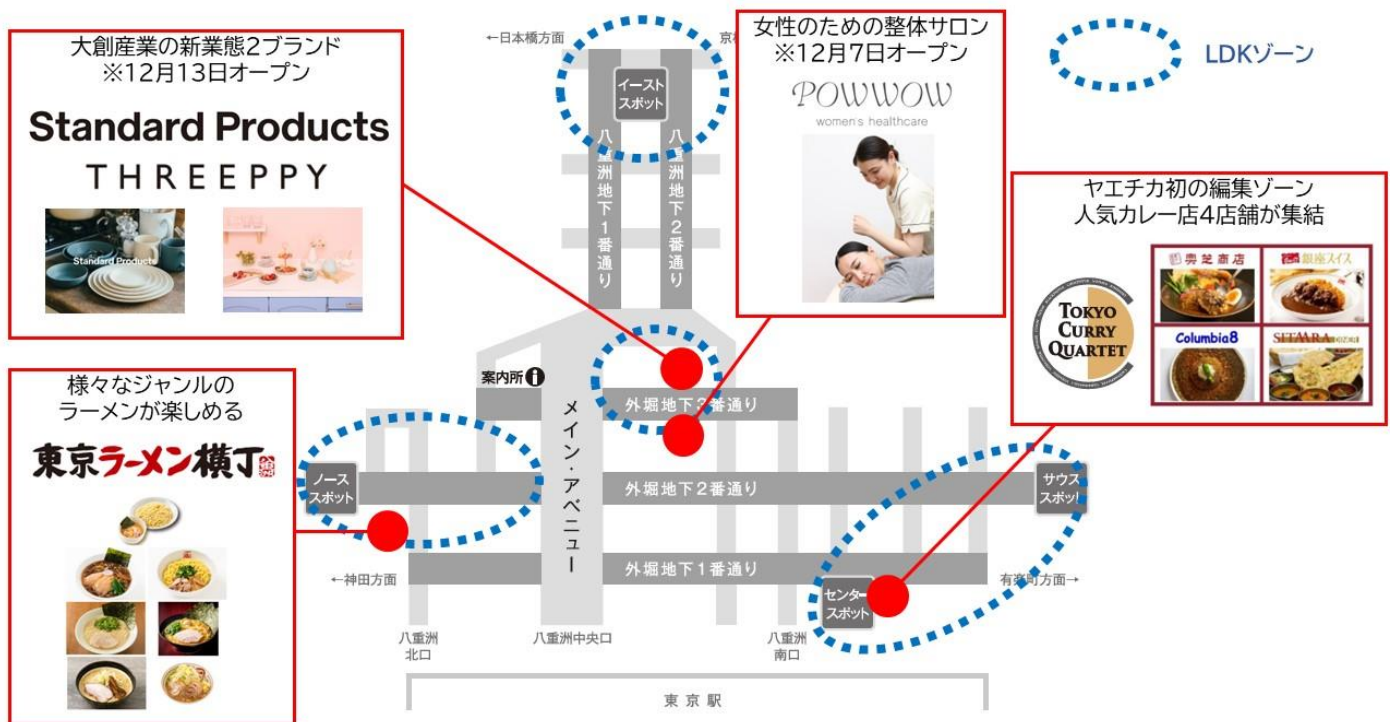 大創産業の新業態2ブランド
※12月13日オープン
Standard Products
THREEPPY
Standard Products
女性のための整体サロン
※12月7日オープン
POWWOW
women's healthcare
LDKゾーン
ヤエチカ初の編集ゾーン
人気カレー店4店舗が集結
TOKYO
CURRY
QUARTET
奥芝商店
銀座スイス
Columbia8
SITAARA
様々なジャンルの
ラーメンが楽しめる
東京ラーメン横丁
←日本橋方面
イースト
スポット
八重洲地下1番通り
八重洲地下2番通り
案内所
メイン・アベニュー
外堀地下3番通り
ノース
スポット
外堀地下2番通り
サウス
スポット
←神田方面
外堀地下1番通り
有楽町方面→
センター
スポット
八重洲
北口
八重洲中央口
八重洲
南口
東京駅